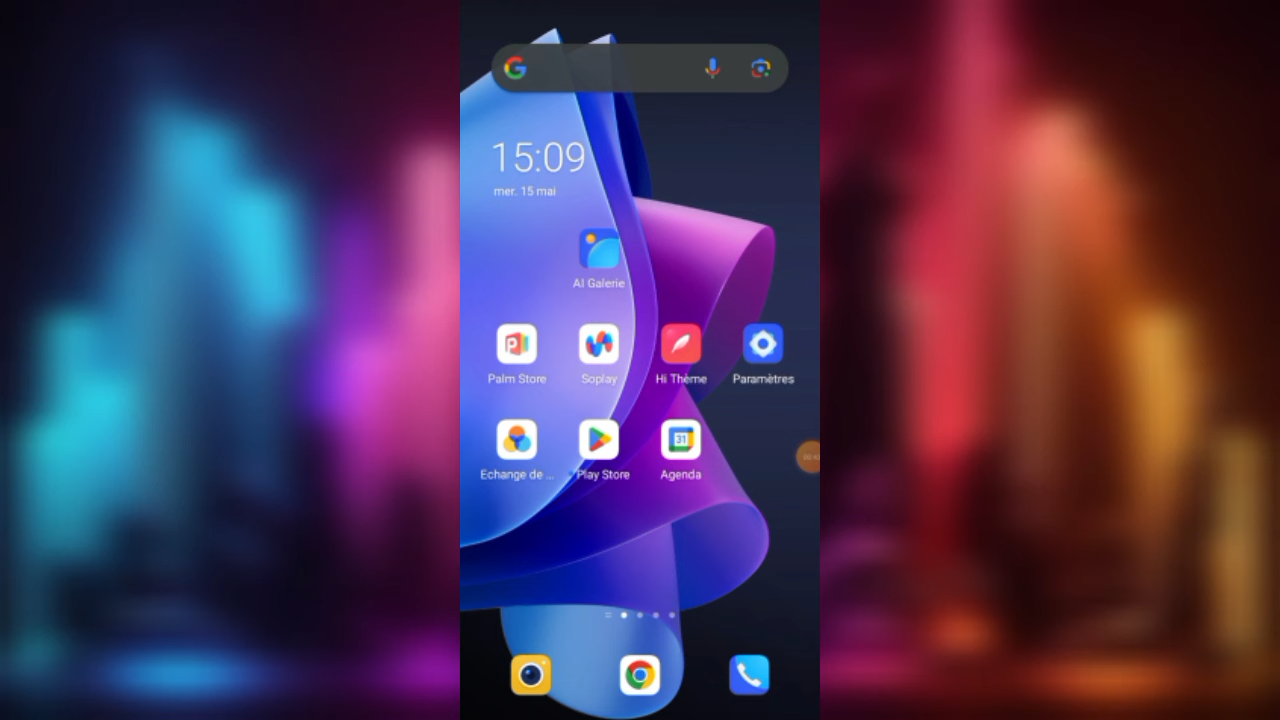 15:09
mer. 15 mai
AI Galerie
Palm Store
Soplay
Hi Thème
Paramètres
Echange de ...
Play Store
31
Agenda